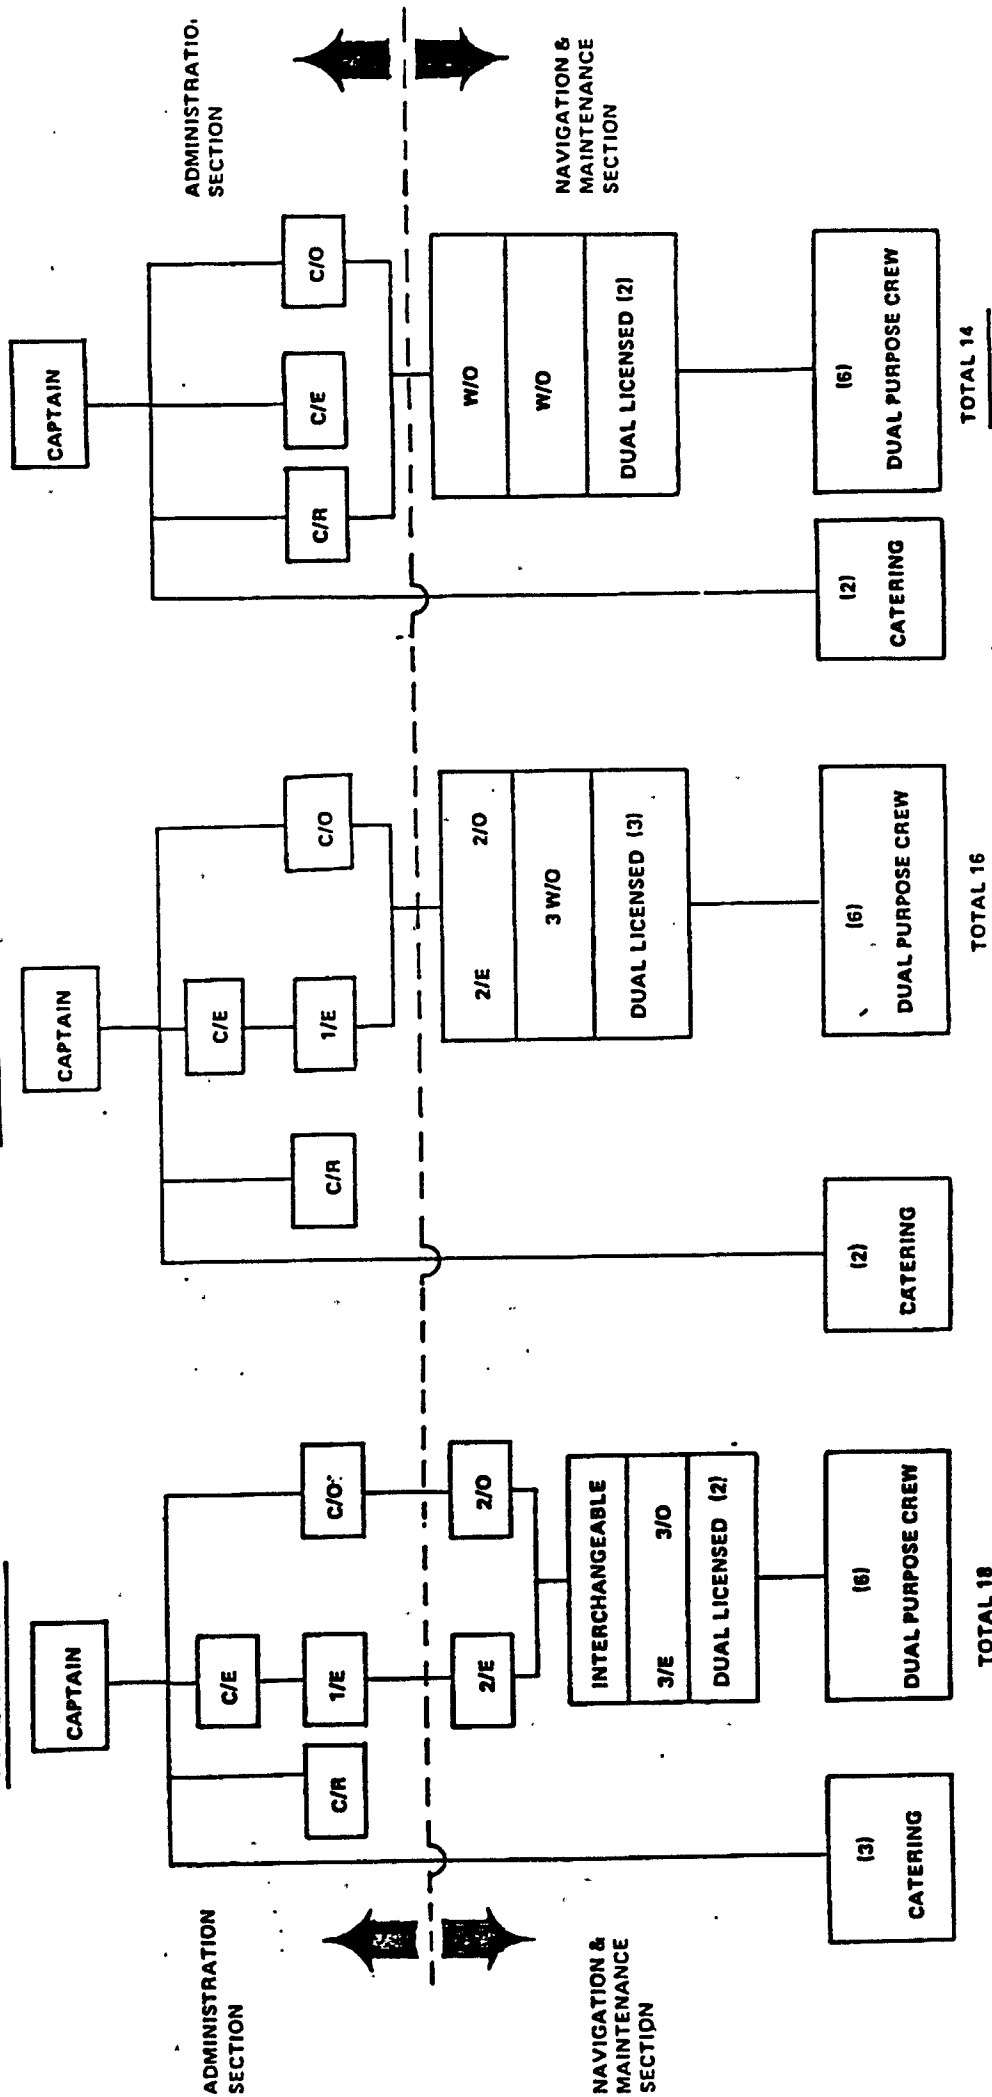 ADMINISTRATION
SECTION
NAVIGATION &
MAINTENANCE
SECTION
CAPTAIN
C/E
C/R
1/E
C/O
2/E
2/O
INTERCHANGEABLE
3/E
3/O
DUAL LICENSED (2)
(3)
CATERING
(6)
DUAL PURPOSE CREW
TOTAL 18
CAPTAIN
C/E
C/R
1/E
C/O
2/E
2/O
3 W/O
DUAL LICENSED (3)
(2)
CATERING
(6)
DUAL PURPOSE CREW
TOTAL 16
CAPTAIN
C/R
C/E
C/O
W/O
W/O
DUAL LICENSED (2)
(2)
CATERING
(6)
DUAL PURPOSE CREW
TOTAL 14
ADMINISTRATIO
SECTION
NAVIGATION &
MAINTENANCE
SECTION